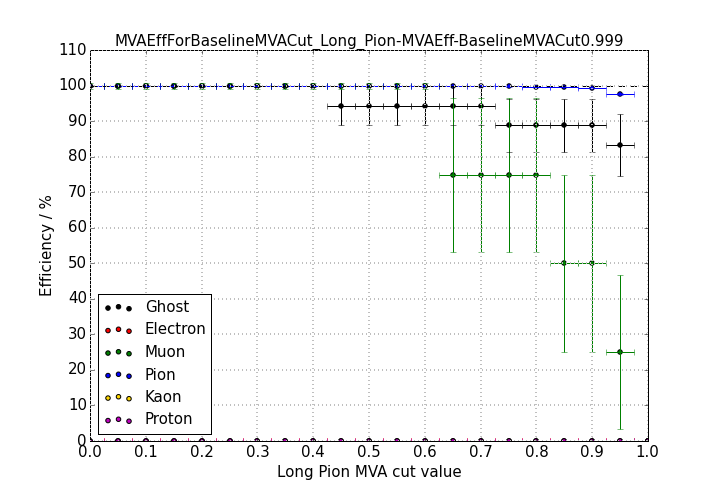 MVAEffForBaselineMVACut_Long_Pion-MVAEff-BaselineMVACut0.999
110
100
90
80
70
60
50
40
30
20
10
0
Efficiency / %
Ghost
Electron
Muon
Pion
Kaon
Proton
0.0 0.1 0.2 0.3 0.4 0.5 0.6 0.7 0.8 0.9 1.0
Long Pion MVA cut value